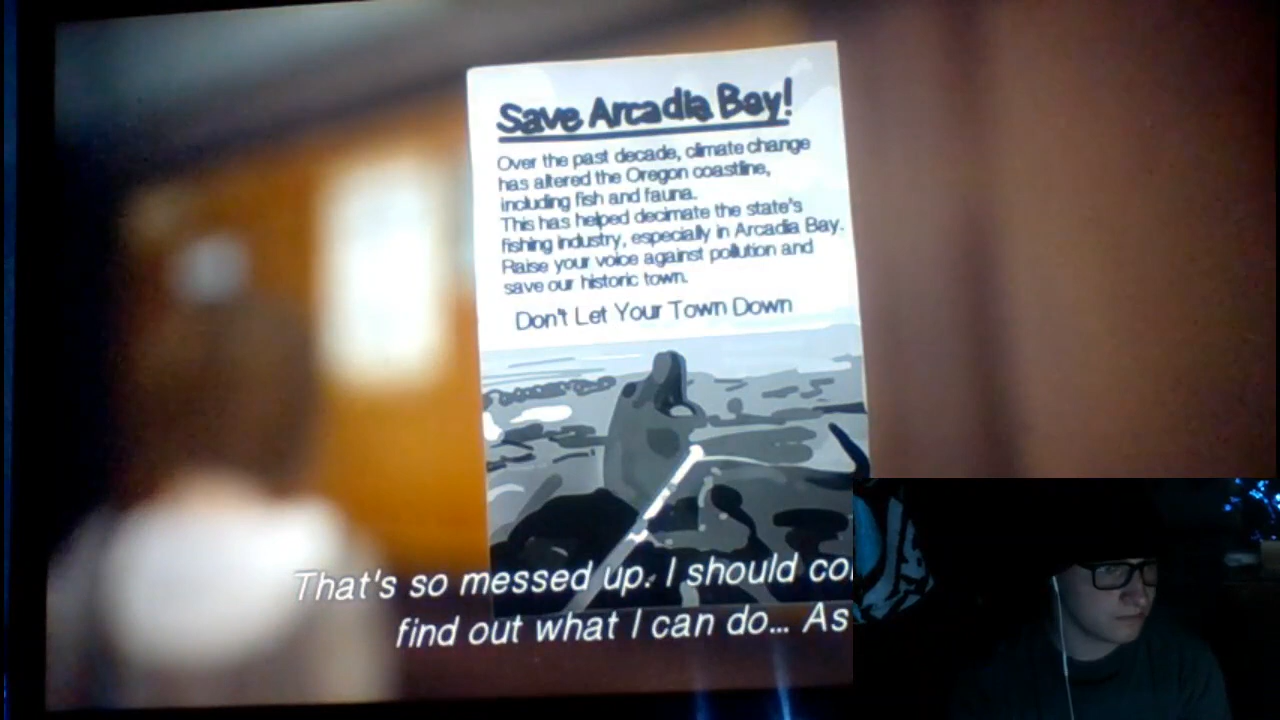 Save Arcadia Bay!
Over the past decade, climate change
has altered the Oregon coastline,
including fish and fauna.
This has helped decimate the state's
fishing industry, especially in Arcadia Bay.
Raise your voice against pollution and
save our historic town.
Don't Let Your Town Down
That's so messed up. I should
find out what I can do... As